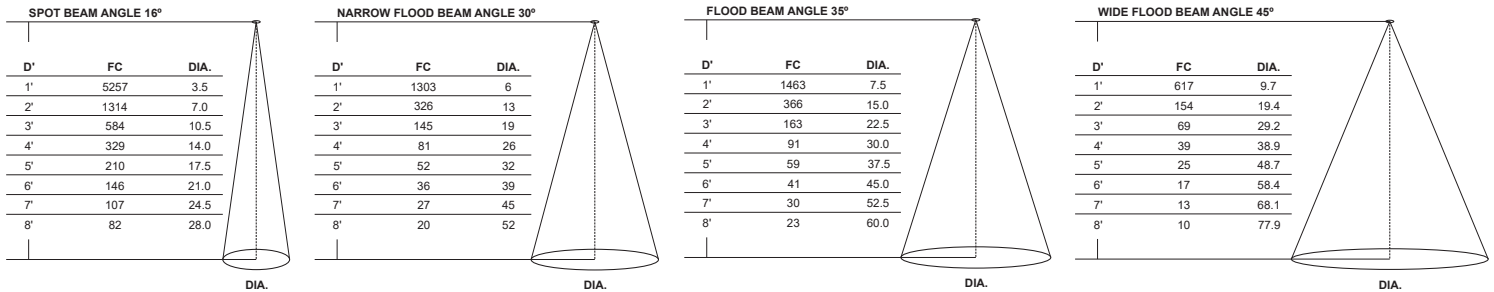 SPOT BEAM ANGLE 16º
D' FC DIA.
1' 5257 3.5
2' 1314 7.0
3' 584 10.5
4' 329 14.0
5' 210 17.5
6' 146 21.0
7' 107 24.5
8' 82 28.0
DIA.
NARROW FLOOD BEAM ANGLE 30º
D' FC DIA.
1' 1303 6
2' 326 13
3' 145 19
4' 81 26
5' 52 32
6' 36 39
7' 27 45
8' 20 52
DIA.
FLOOD BEAM ANGLE 35º
D' FC DIA.
1' 1463 7.5
2' 366 15.0
3' 163 22.5
4' 91 30.0
5' 59 37.5
6' 41 45.0
7' 30 52.5
8' 23 60.0
DIA.
WIDE FLOOD BEAM ANGLE 45º
D' FC DIA.
1' 617 9.7
2' 154 19.4
3' 69 29.2
4' 39 38.9
5' 25 48.7
6' 17 58.4
7' 13 68.1
8' 10 77.9
DIA.